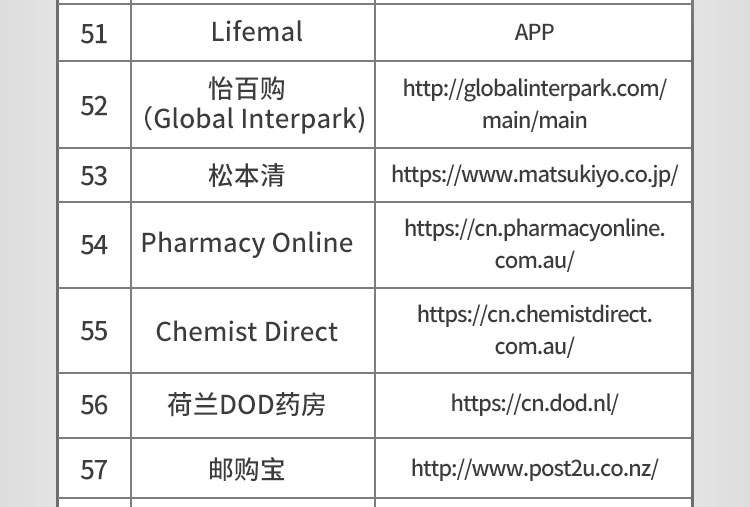 51 Lifemal APP
52 怡百购 http://globalinterpark.com/
（Global Interpark) main/main
53 松本清 https://www.matsukiyo.co.jp/
54 Pharmacy Online https://cn.pharmacyonline.
com.au/
55 Chemist Direct https://cn.chemistdirect.
com.au/
56 荷兰DOD药房 https://cn.dod.nl/
57 邮购宝 http://www.post2u.co.nz/